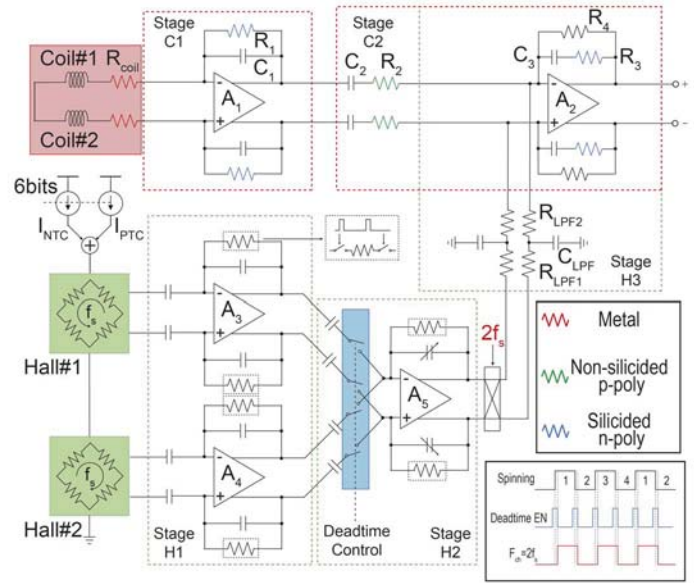 Stage
C1
Stage
C2
R4
Coil#1 Rcoil
R1
C1
C2 R2
C3
R3
-
A1
+
-
A2
+
+
-
Coil#2
6bits
INTC
IPTC
+
RLPF2
CLPF
RLPF1
Stage
H3
fs
Hall#1
-
A3
+
2fs
-
A5
+
Metal
Non-silicided
p-poly
Silicided
n-poly
fs
Hall#2
-
A4
+
Stage
H1
Deadtime
Control
Stage
H2
Spinning 1 2 3 4 1 2
Deadtime EN
Fch=2fs